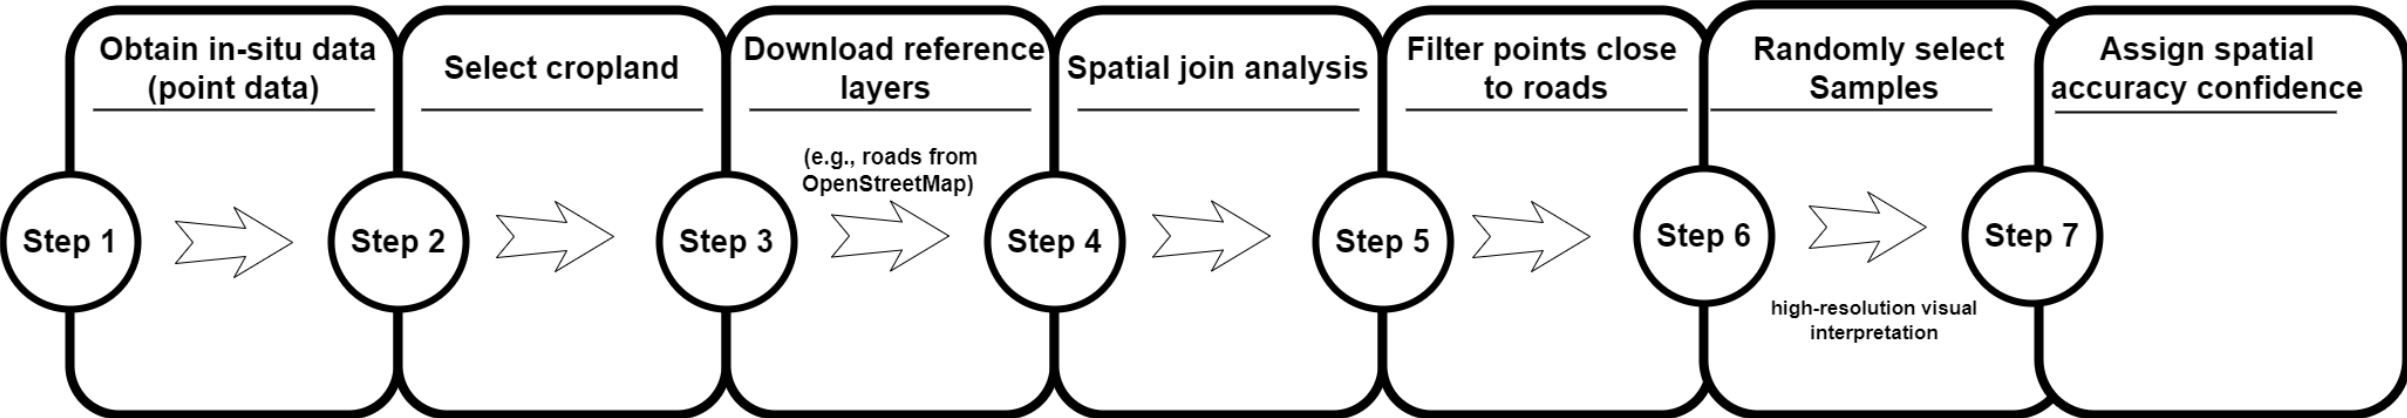 Obtain in-situ data
(point data)
Step 1
Select cropland
Step 2
Download reference
layers
(e.g., roads from
OpenStreetMap)
Step 3
Spatial join analysis
Step 4
Filter points close
to roads
Step 5
Randomly select
Samples
Step 6
high-resolution visual
interpretation
Assign spatial
accuracy confidence
Step 7